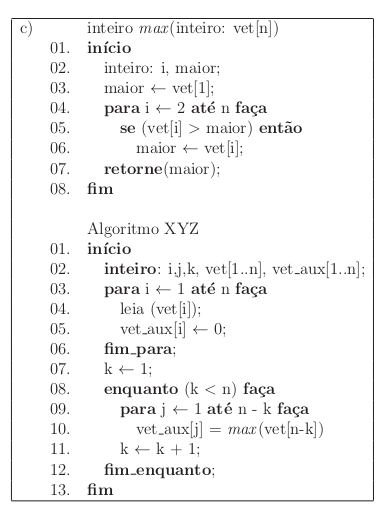 c) inteiro max(inteiro: vet[n])
01. início
02. inteiro: i, maior;
03. maior ← vet[1];
04. para i ← 2 até n faça
05. se (vet[i] > maior) então
06. maior ← vet[i];
07. retorne(maior);
08. fim
Algoritmo XYZ
01. início
02. inteiro: i,j,k, vet[1..n], vet_aux[1..n];
03. para i ← 1 até n faça
04. leia (vet[i]);
05. vet_aux[i] ← 0;
06. fim_para;
07. k ← 1;
08. enquanto (k < n) faça
09. para j ← 1 até n - k faça
10. vet_aux[j] = max(vet[n-k])
11. k ← k + 1;
12. fim_enquanto;
13. fim